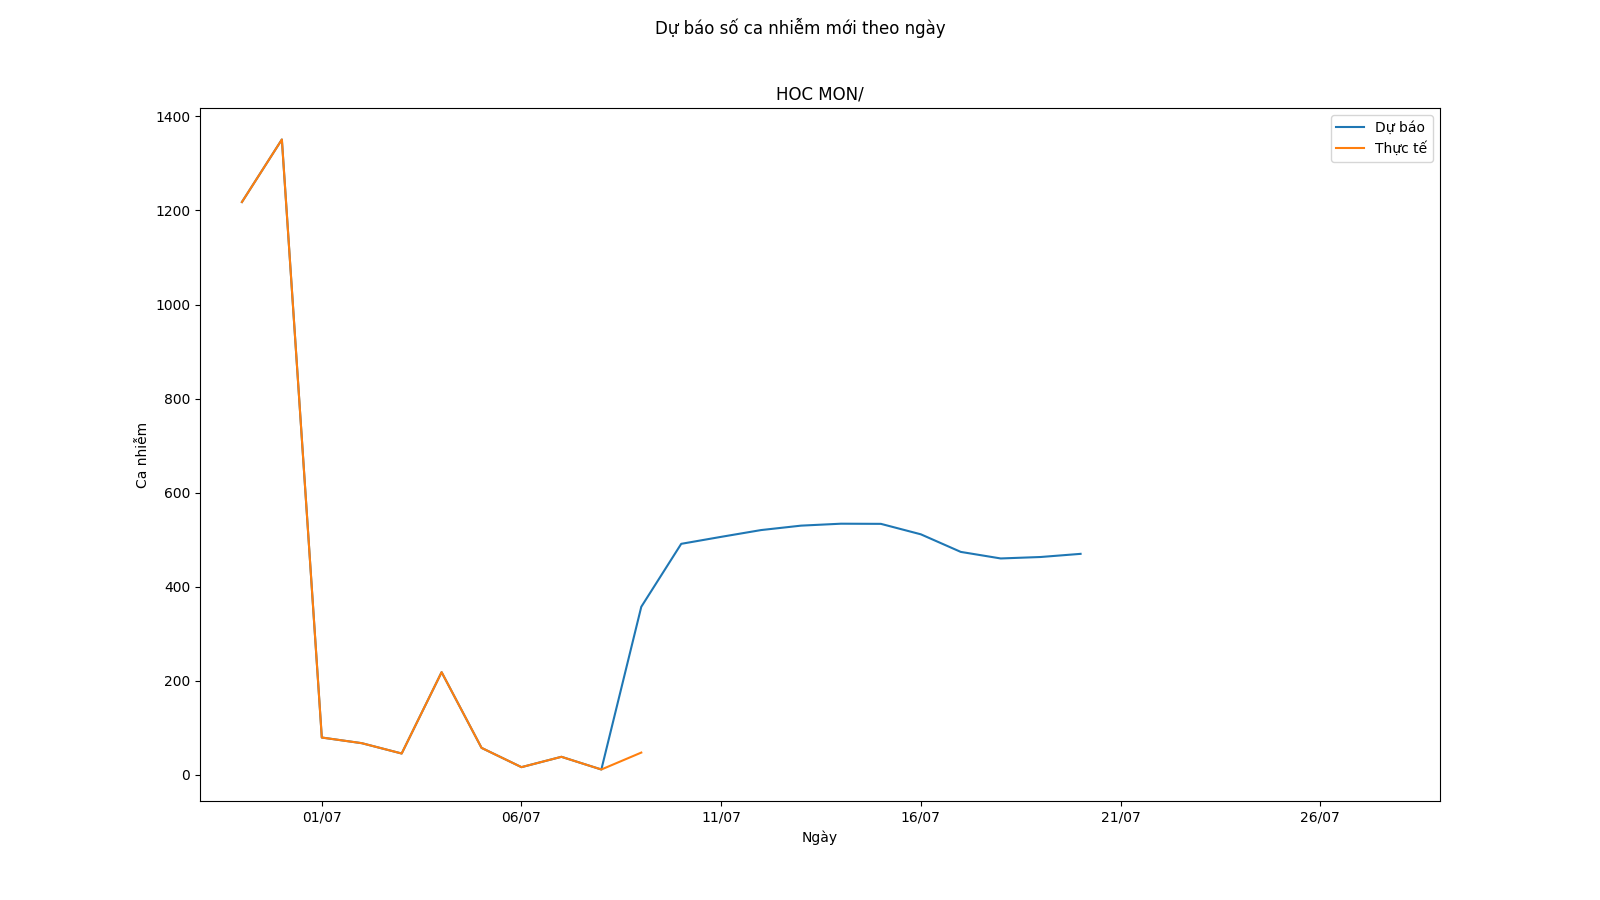 Dự báo số ca nhiễm mới theo ngày
HOC MON/
1400
1200
1000
800
600
400
200
0
Ca nhiễm
Dự báo
Thực tế
01/07
06/07
11/07
16/07
21/07
26/07
Ngày